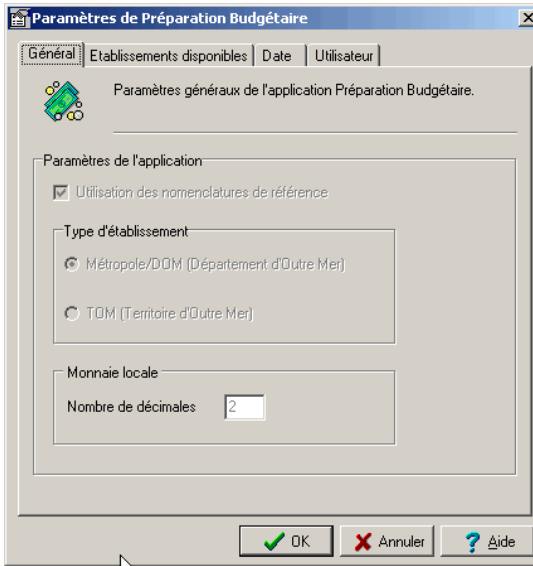 Paramètres de Préparation Budgétaire
Général Etablissements disponibles Date Utilisateur
Paramètres généraux de l'application Préparation Budgétaire.
Paramètres de l'application
Utilisation des nomenclatures de référence
Type d'établissement
Métropole/DOM (Département d'Outre Mer)
TOM (Territoire d'Outre Mer)
Monnaie locale
Nombre de décimales 2
OK Annuler ? Aide